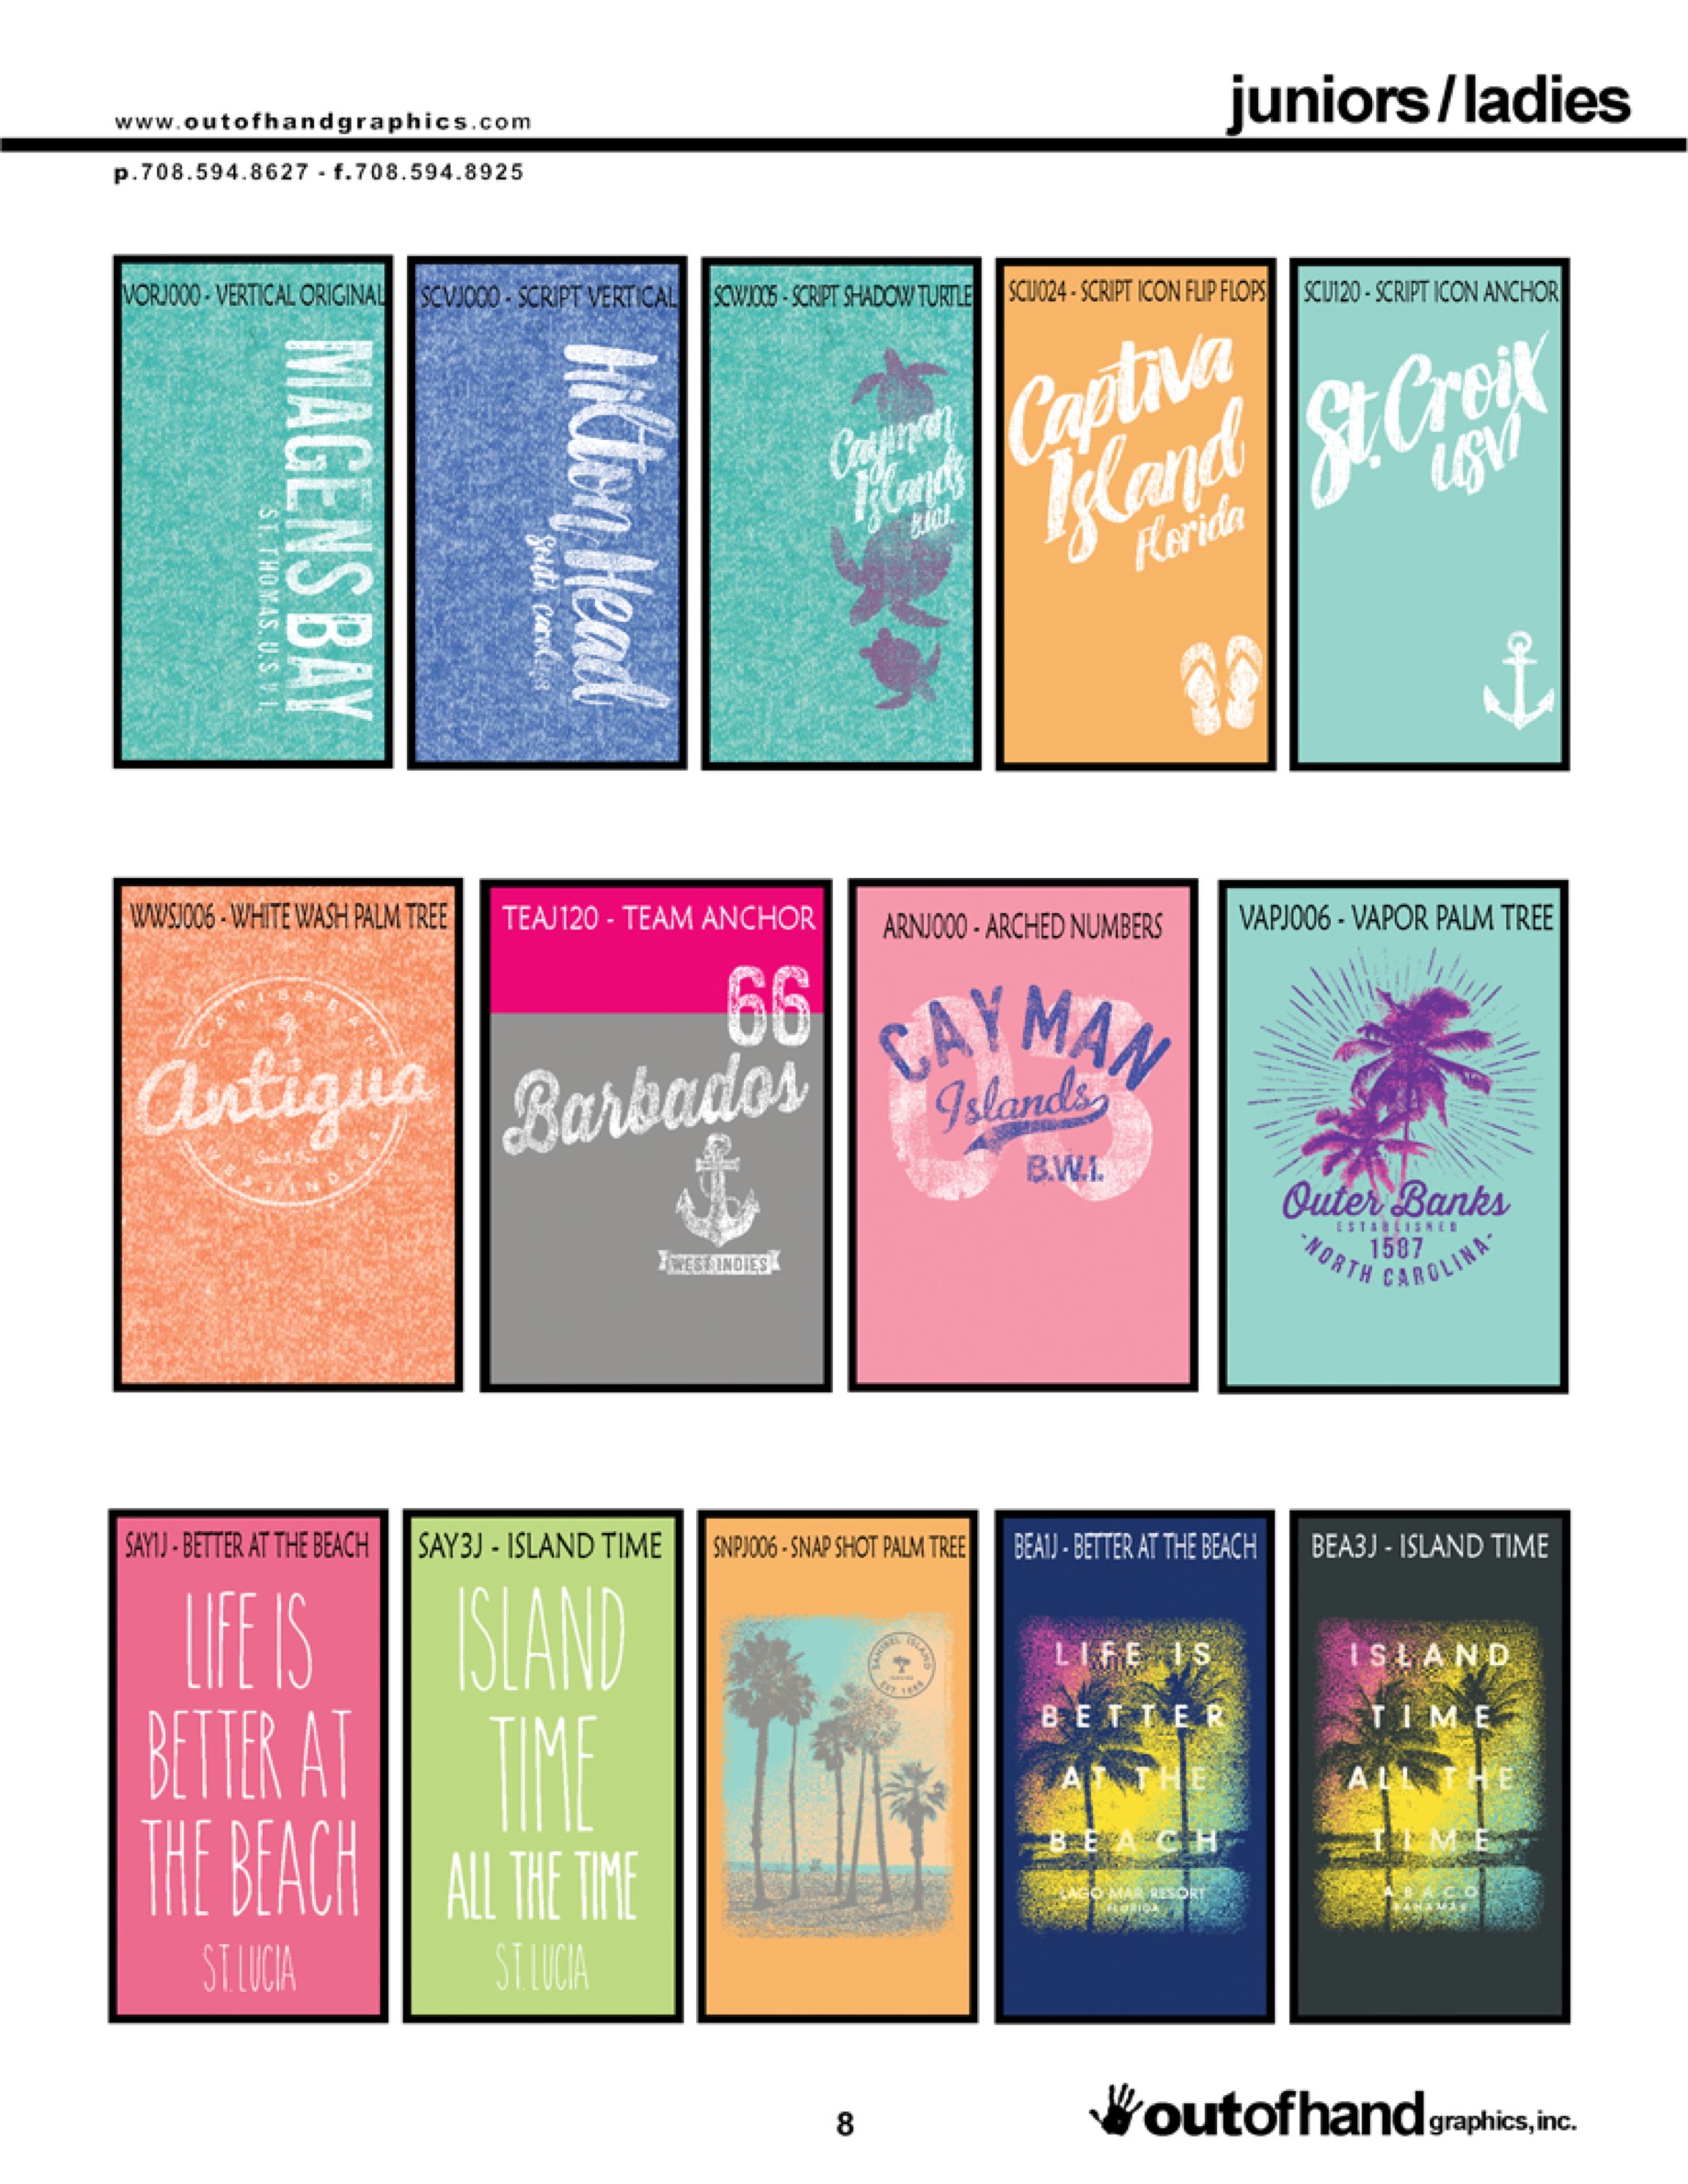 juniors/ladies
www.outofhandgraphics.com
p.708.594.8627 - f.708.594.8925
VORJ000 - VERTICAL ORIGINAL
MAGENS BAY
ST. THOMAS, U.S.V.I.
SCVJ000 - SCRIPT VERTICAL
Hilton Head
South Carolina
SCWJ005 - SCRIPT SHADOW TURTLE
Cayman
Islands
B.W.I.
SCIJ024 - SCRIPT ICON FLIP FLOPS
Captiva
Island
Florida
SCIJ120 - SCRIPT ICON ANCHOR
St. Croix
USVI
WWSJ006 - WHITE WASH PALM TREE
CARIBBEAN
Antigua
WEST INDIES
TEAJ120 - TEAM ANCHOR
66
Barbados
WEST INDIES
ARNJ000 - ARCHED NUMBERS
03
CAYMAN
Islands
B.W.I.
VAPJ006 - VAPOR PALM TREE
Outer Banks
ESTABLISHED
1587
-NORTH CAROLINA-
SAY1J - BETTER AT THE BEACH
LIFE IS
BETTER AT
THE BEACH
ST. LUCIA
SAY3J - ISLAND TIME
ISLAND
TIME
ALL THE TIME
ST. LUCIA
SNPJ006 - SNAP SHOT PALM TREE
SANIBEL ISLAND
EST. 1888
BEA1J - BETTER AT THE BEACH
LIFE IS
BETTER
AT THE
BEACH
LAGO MAR RESORT
FLORIDA
BEA3J - ISLAND TIME
ISLAND
TIME
ALL THE
TIME
ABACO
BAHAMAS
8
outofhand graphics, inc.